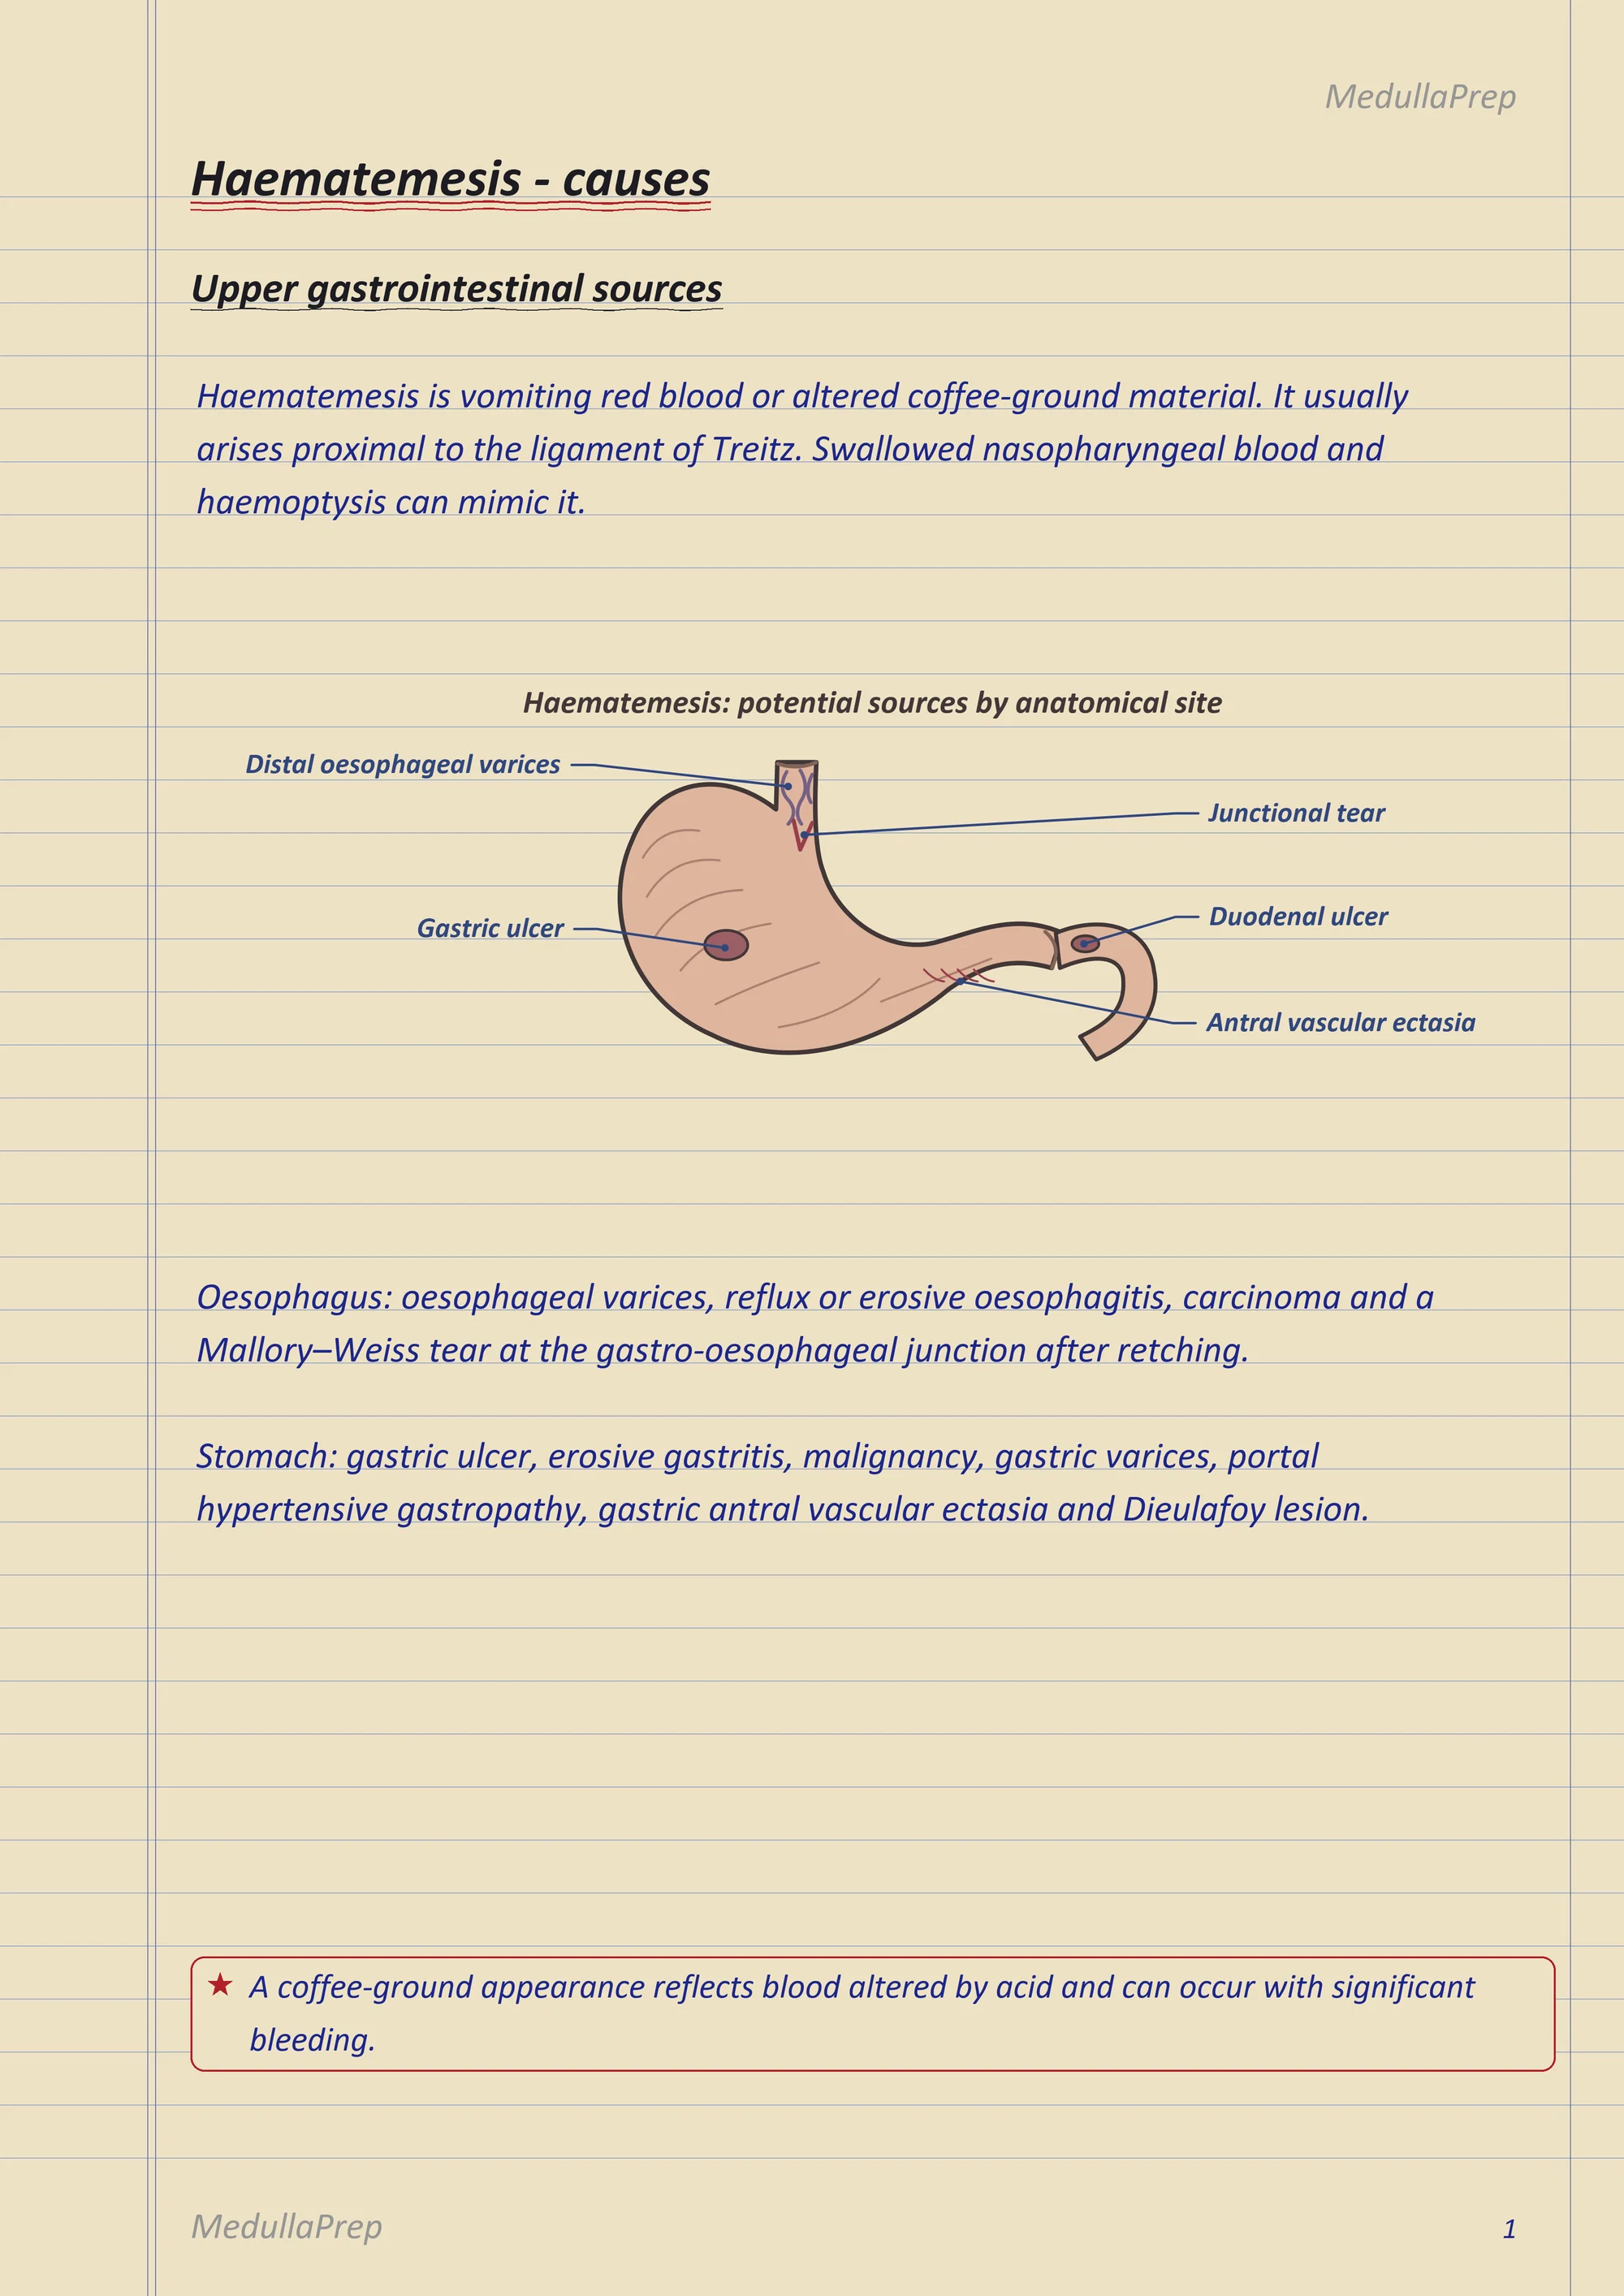 MedullaPrep
Haematemesis - causes
Upper gastrointestinal sources
Haematemesis is vomiting red blood or altered coffee-ground material. It usually
arises proximal to the ligament of Treitz. Swallowed nasopharyngeal blood and
haemoptysis can mimic it.
Haematemesis: potential sources by anatomical site
Distal oesophageal varices
Junctional tear
Gastric ulcer
Duodenal ulcer
Antral vascular ectasia
Oesophagus: oesophageal varices, reflux or erosive oesophagitis, carcinoma and a
Mallory–Weiss tear at the gastro-oesophageal junction after retching.
Stomach: gastric ulcer, erosive gastritis, malignancy, gastric varices, portal
hypertensive gastropathy, gastric antral vascular ectasia and Dieulafoy lesion.
★ A coffee-ground appearance reflects blood altered by acid and can occur with significant
bleeding.
MedullaPrep
1